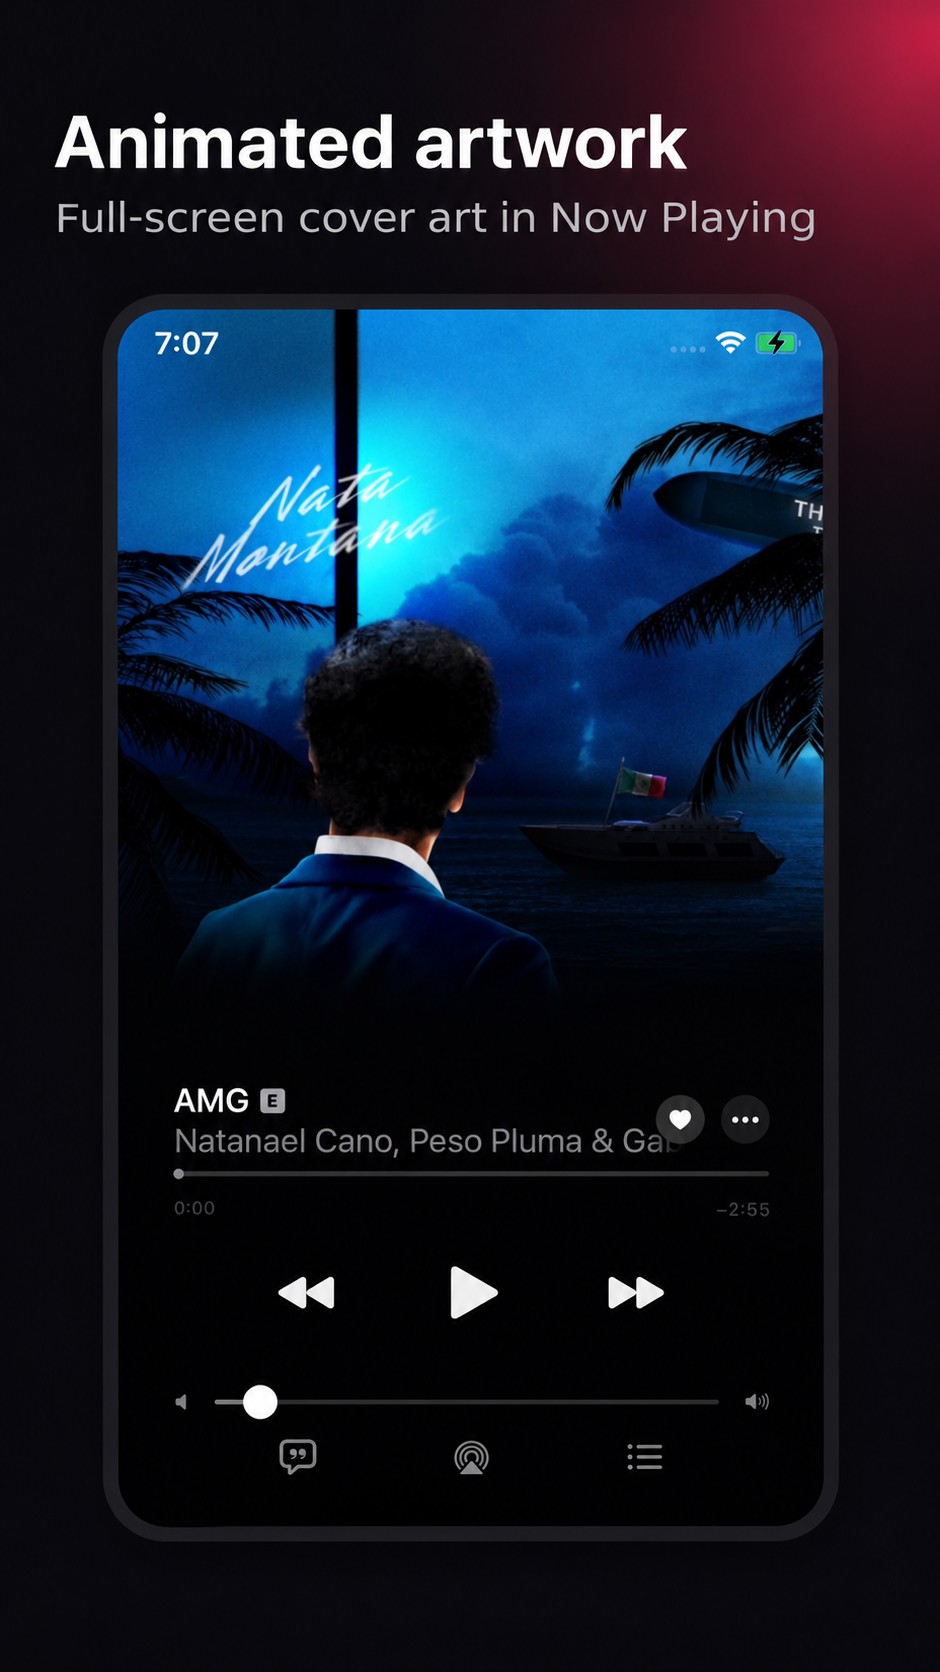 Animated artwork
Full-screen cover art in Now Playing
7:07
Nata
Montana
TH
T
AMG E
Natanael Cano, Peso Pluma & Gab
0:00
−2:55